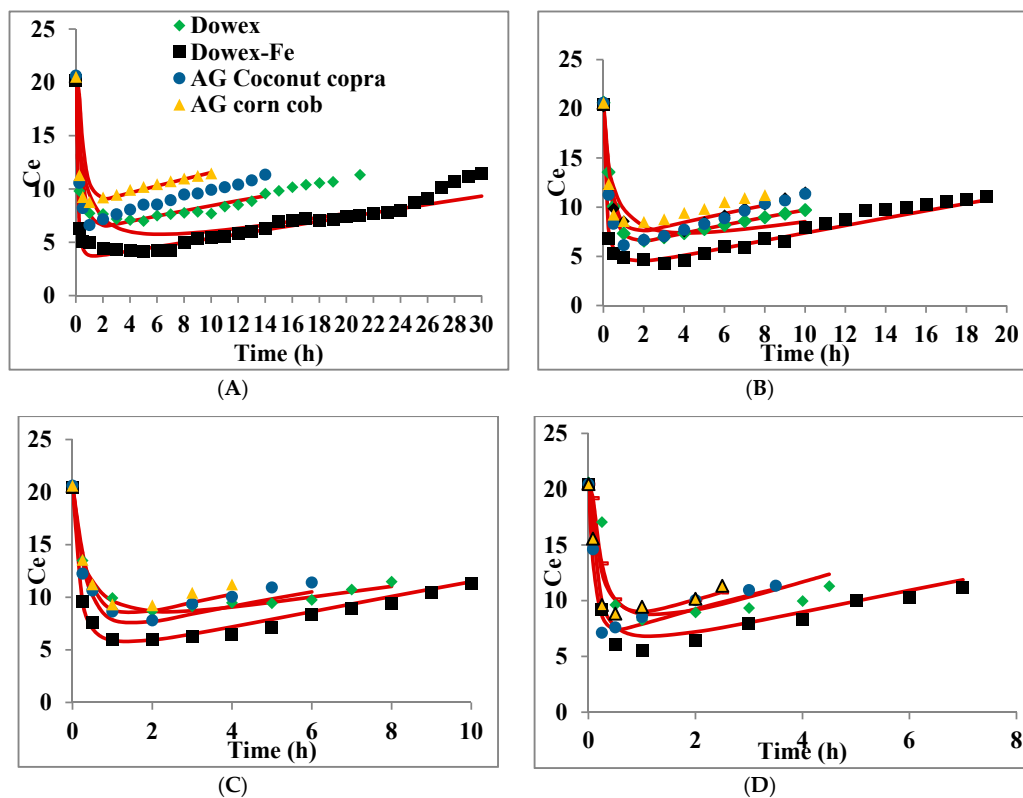 25
20
15
10
5
0
Ce
Dowex
Dowex-Fe
AG Coconut copra
AG corn cob
0 2 4 6 8 10 12 14 16 18 20 22 24 26 28 30
Time (h)
(A)
25
20
15
10
5
0
Ce
0 2 4 6 8 10 12 14 16 18 20
Time (h)
(B)
25
20
15
10
5
0
Ce
0 2 4 6 8 10
Time (h)
(C)
25
20
15
10
5
0
Ce
0 2 4 6 8
Time (h)
(D)